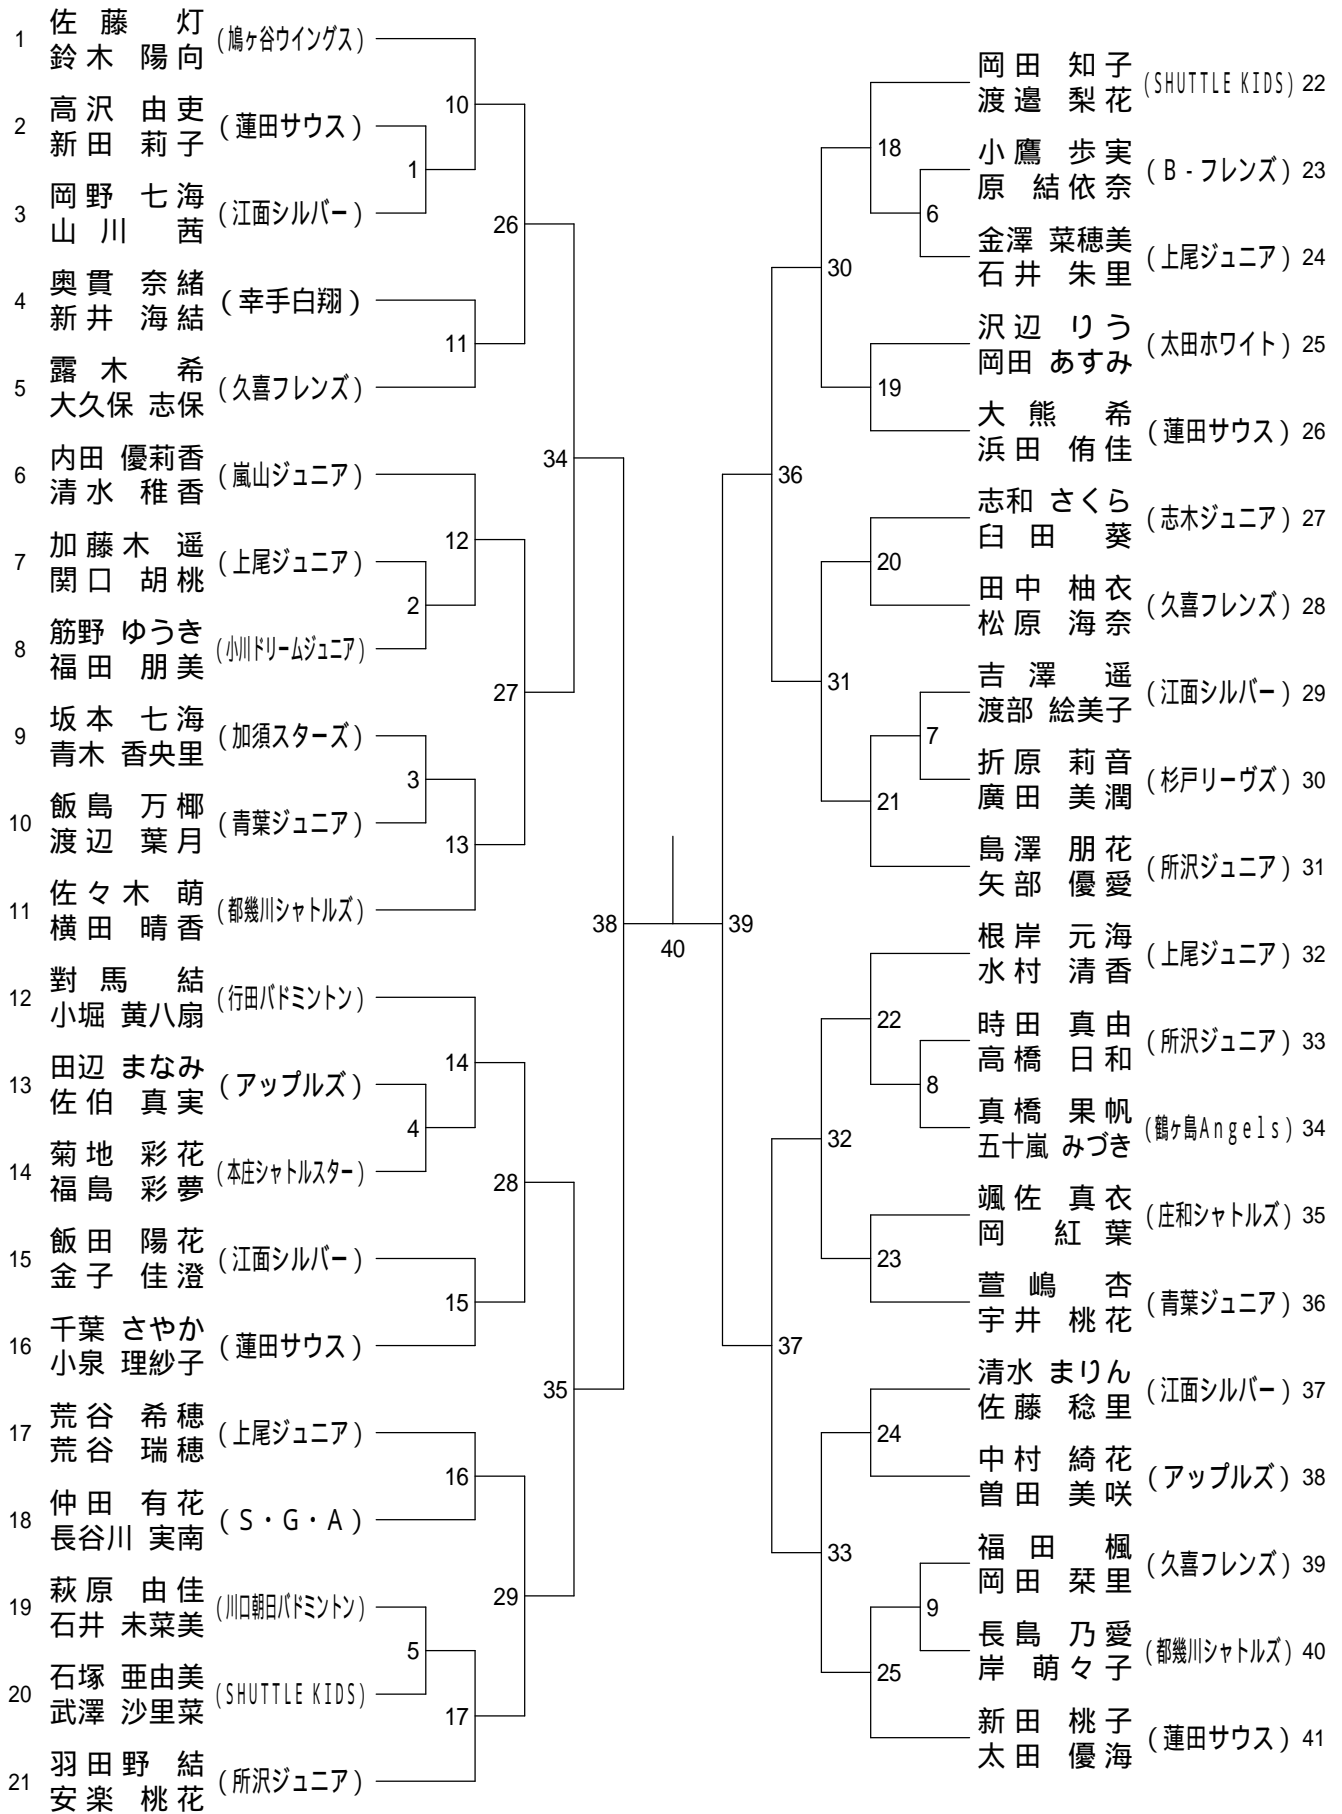 1 佐藤 灯 (鳩ヶ谷ウイングス)
鈴木 陽向
2 高沢 由吏 (蓮田サウス)
新田 莉子
3 岡野 七海 (江面シルバー)
山川 茜
4 奥貫 奈緒 (幸手白翔)
新井 海結
5 露木 希 (久喜フレンズ)
大久保 志保
6 内田 優莉香 (嵐山ジュニア)
清水 稚香
7 加藤木 遥 (上尾ジュニア)
関口 胡桃
8 筋野 ゆうき (小川ドリームジュニア)
福田 朋美
9 坂本 七海 (加須スターズ)
青木 香央里
10 飯島 万椰 (青葉ジュニア)
渡辺 葉月
11 佐々木 萌 (都幾川シャトルズ)
横田 晴香
12 對馬 結 (行田バドミントン)
小堀 黄八扇
13 田辺 まなみ (アップルズ)
佐伯 真実
14 菊地 彩花 (本庄シャトルスター)
福島 彩夢
15 飯田 陽花 (江面シルバー)
金子 佳澄
16 千葉 さやか (蓮田サウス)
小泉 理紗子
17 荒谷 希穂 (上尾ジュニア)
荒谷 瑞穂
18 仲田 有花 (S・G・A)
長谷川 実南
19 萩原 由佳 (川口朝日バドミントン)
石井 未菜美
20 石塚 亜由美 (SHUTTLE KIDS)
武澤 沙里菜
21 羽田野 結 (所沢ジュニア)
安楽 桃花
1
2
3
4
5
10
11
12
13
14
15
16
17
26
27
28
29
34
35
38
40
39
36
37
30
31
32
33
18
19
20
21
22
23
24
25
6
7
8
9
岡田 知子 (SHUTTLE KIDS) 22
渡邉 梨花
小鷹 歩実 (B-フレンズ) 23
原 結依奈
金澤 菜穂美 (上尾ジュニア) 24
石井 朱里
沢辺 りう (太田ホワイト) 25
岡田 あすみ
大熊 希 (蓮田サウス) 26
浜田 侑佳
志和 さくら (志木ジュニア) 27
臼田 葵
田中 柚衣 (久喜フレンズ) 28
松原 海奈
吉澤 遥 (江面シルバー) 29
渡部 絵美子
折原 莉音 (杉戸リーヴズ) 30
廣田 美潤
島澤 朋花 (所沢ジュニア) 31
矢部 優愛
根岸 元海 (上尾ジュニア) 32
水村 清香
時田 真由 (所沢ジュニア) 33
高橋 日和
真橋 果帆 (鶴ヶ島Angels) 34
五十嵐 みづき
颯佐 真衣 (庄和シャトルズ) 35
岡 紅葉
萱嶋 杏 (青葉ジュニア) 36
宇井 桃花
清水 まりん (江面シルバー) 37
佐藤 稔里
中村 綺花 (アップルズ) 38
曽田 美咲
福田 楓 (久喜フレンズ) 39
岡田 栞里
長島 乃愛 (都幾川シャトルズ) 40
岸 萌々子
新田 桃子 (蓮田サウス) 41
太田 優海